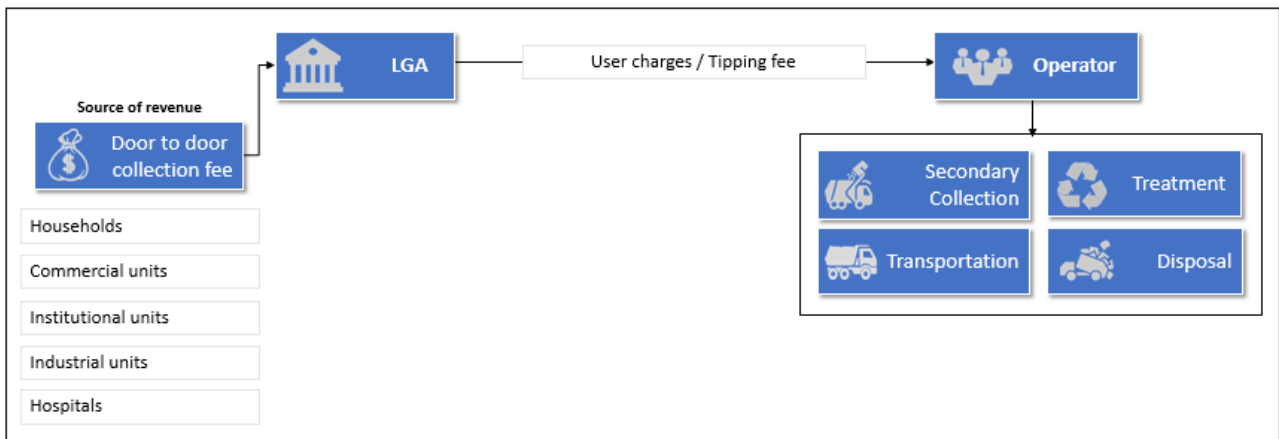 LGA
User charges / Tipping fee
Operator
Source of revenue
Door to door
collection fee
$
Secondary
Collection
Treatment
Transportation
Disposal
Households
Commercial units
Institutional units
Industrial units
Hospitals